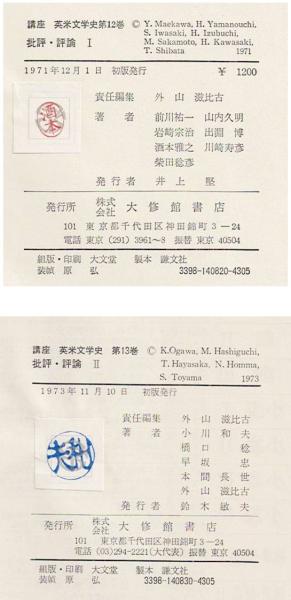 講座 英米文学史第12巻 © Y. Maekawa, H. Yamanouchi,
S. Iwasaki, H. Izubuchi,
批評・評論 I M. Sakamoto, H. Kawasaki,
T. Shibata 1971
1971年12月1日 初版発行 ¥ 1200
責任編集 外山滋比古
著者 前川祐一 山内久明
岩崎宗治 出淵博
酒本雅之 川崎寿彦
柴田稔彦
発行者 井上堅
発行所 株式会社 大修館書店
101 東京都千代田区神田錦町3―24
電話 東京 (291) 3961~8 振替 東京 40504
組版・印刷 大文堂 製本 謙文社
装幀 原弘 3398-140820-4305
講座 英米文学史 第13巻 © K.Ogawa, M. Hashiguchi,
批評・評論 II T. Hayasaka, N. Homma,
S. Toyama 1973
1973年11月10日 初版発行
責任編集 外山滋比古
著者 小川和夫
橋口稔
早坂忠
本間長世
外山滋比古
発行者 鈴木敏夫
発行所 株式会社 大修館書店
101 東京都千代田区神田錦町3―24
電話 (03)294-2221(大代表) 振替 東京 40504
組版・印刷 大文堂 製本 謙文社
装幀 原弘 3398-140830-4305